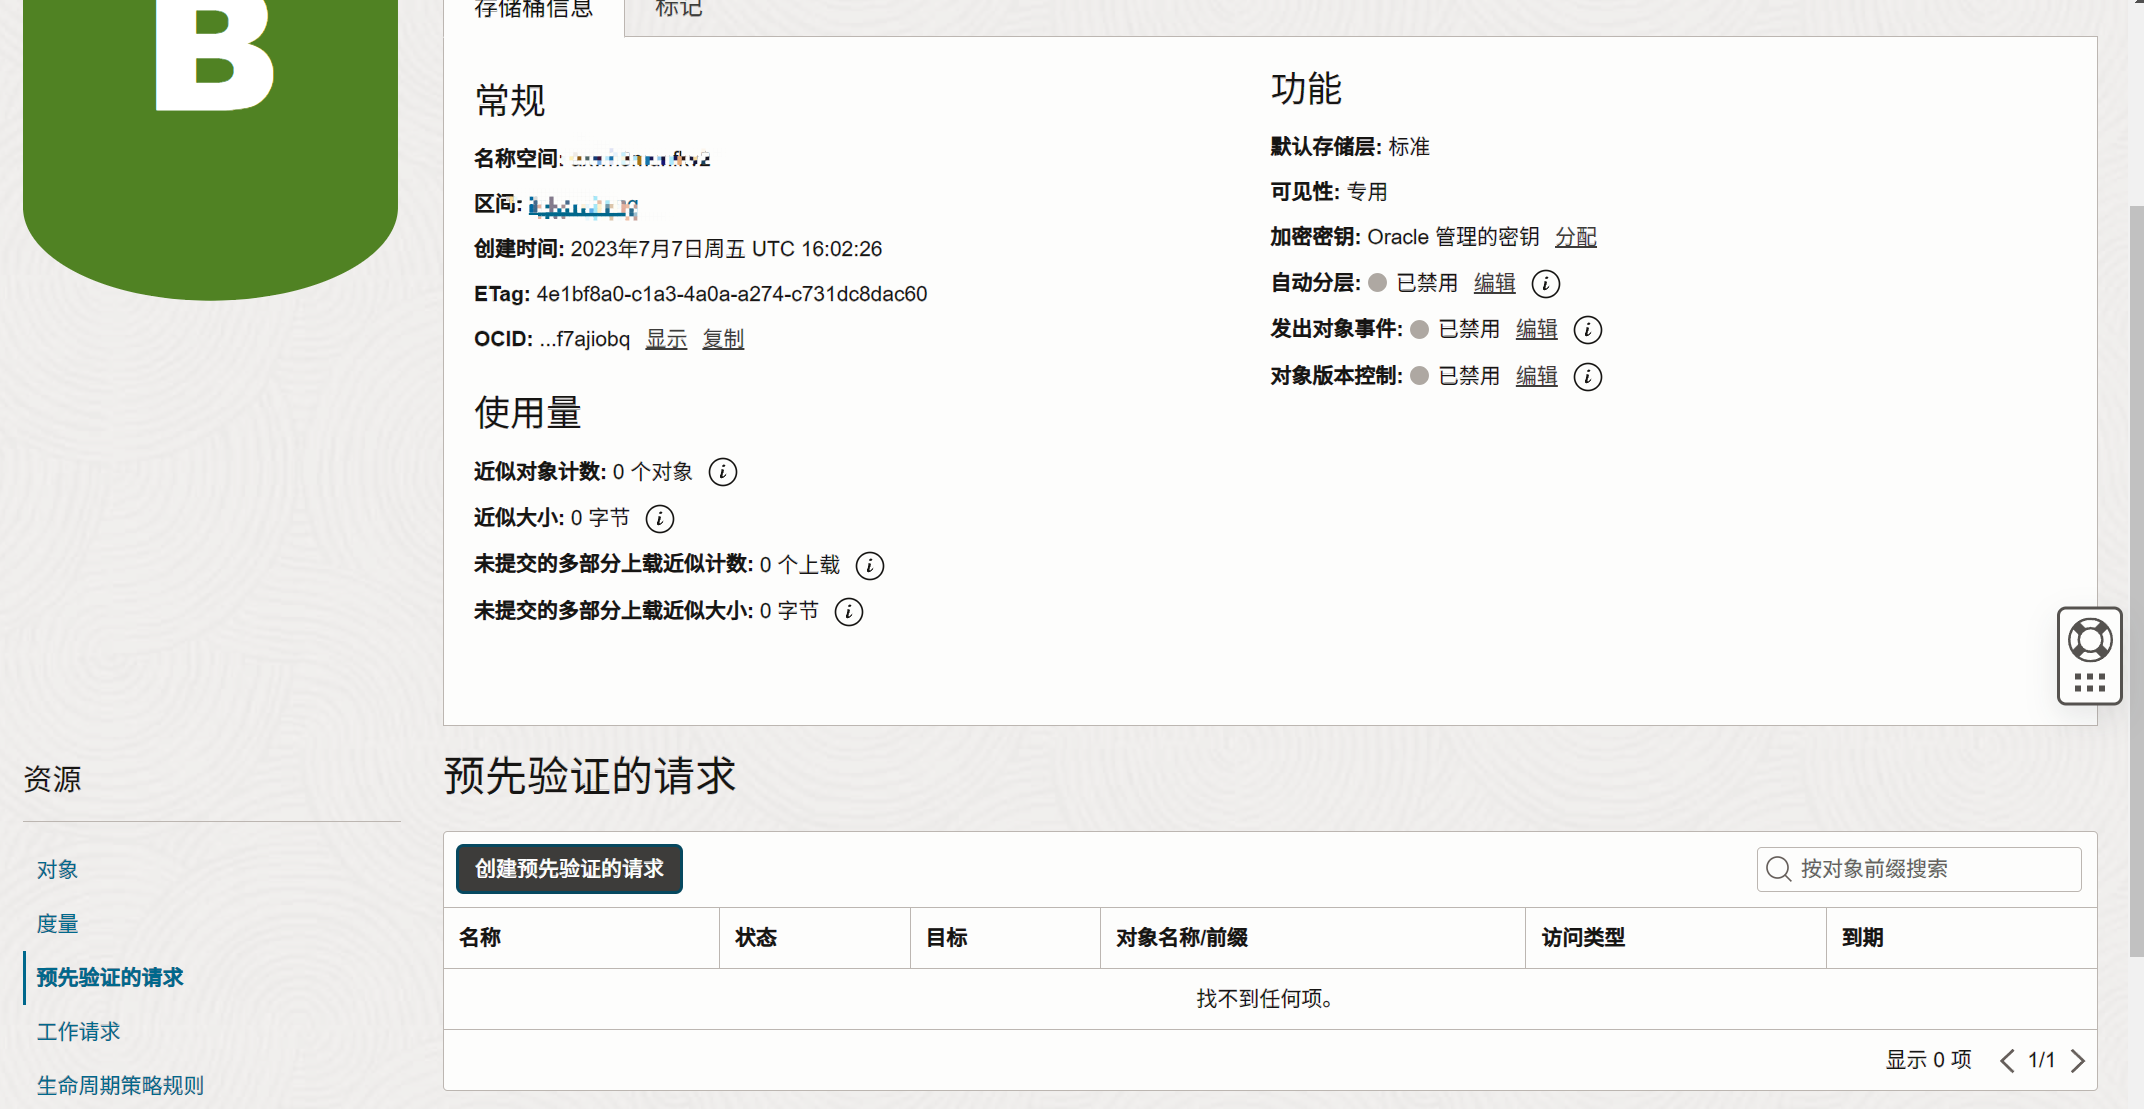 B
存储桶信息
标记
常规
名称空间:
区间:
创建时间: 2023年7月7日周五 UTC 16:02:26
ETag: 4e1bf8a0-c1a3-4a0a-a274-c731dc8dac60
OCID: ...f7ajiobq 显示 复制
使用量
近似对象计数: 0 个对象
近似大小: 0 字节
未提交的多部分上载近似计数: 0 个上载
未提交的多部分上载近似大小: 0 字节
功能
默认存储层: 标准
可见性: 专用
加密密钥: Oracle 管理的密钥 分配
自动分层: 已禁用 编辑
发出对象事件: 已禁用 编辑
对象版本控制: 已禁用 编辑
资源
对象
度量
预先验证的请求
工作请求
生命周期策略规则
预先验证的请求
创建预先验证的请求
按对象前缀搜索
名称 状态 目标 对象名称/前缀 访问类型 到期
找不到任何项。
显示 0 项 1/1